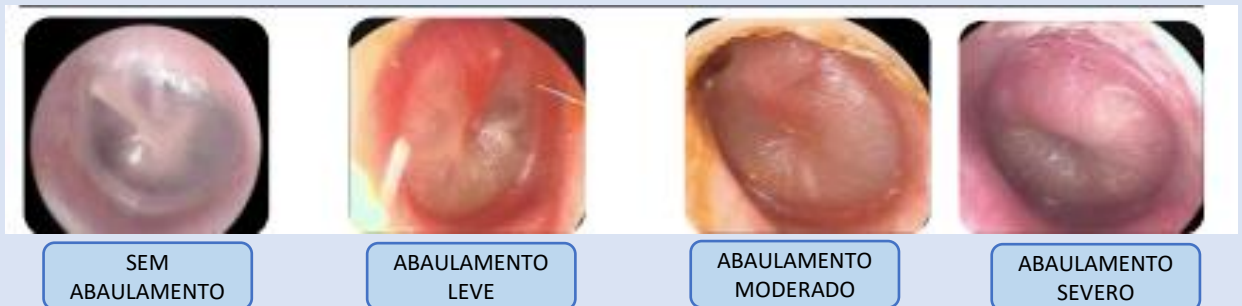 SEM
ABAULAMENTO
ABAULAMENTO
LEVE
ABAULAMENTO
MODERADO
ABAULAMENTO
SEVERO